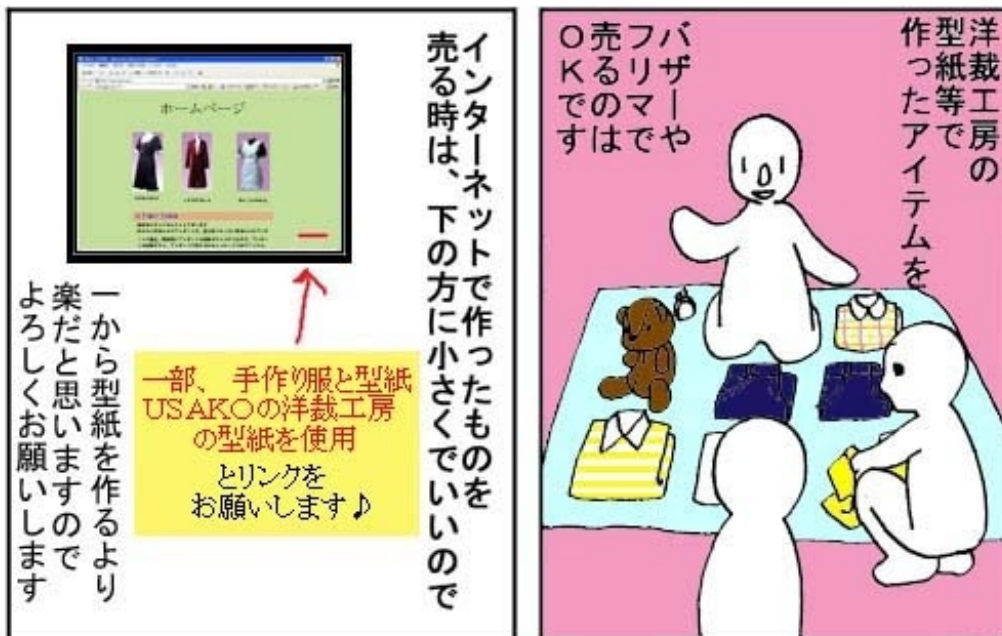 洋裁工房の
型紙等で
作ったアイテムを
バザーや
フリマで
売るのは
OKです
インターネットで作ったものを
売る時は、下の方に小さくでいいので
ホームページ
一部、手作り服と型紙
USAKOの洋裁工房
の型紙を使用
とリンクを
お願いします♪
一から型紙を作るより
楽だと思いますので
よろしくお願いします